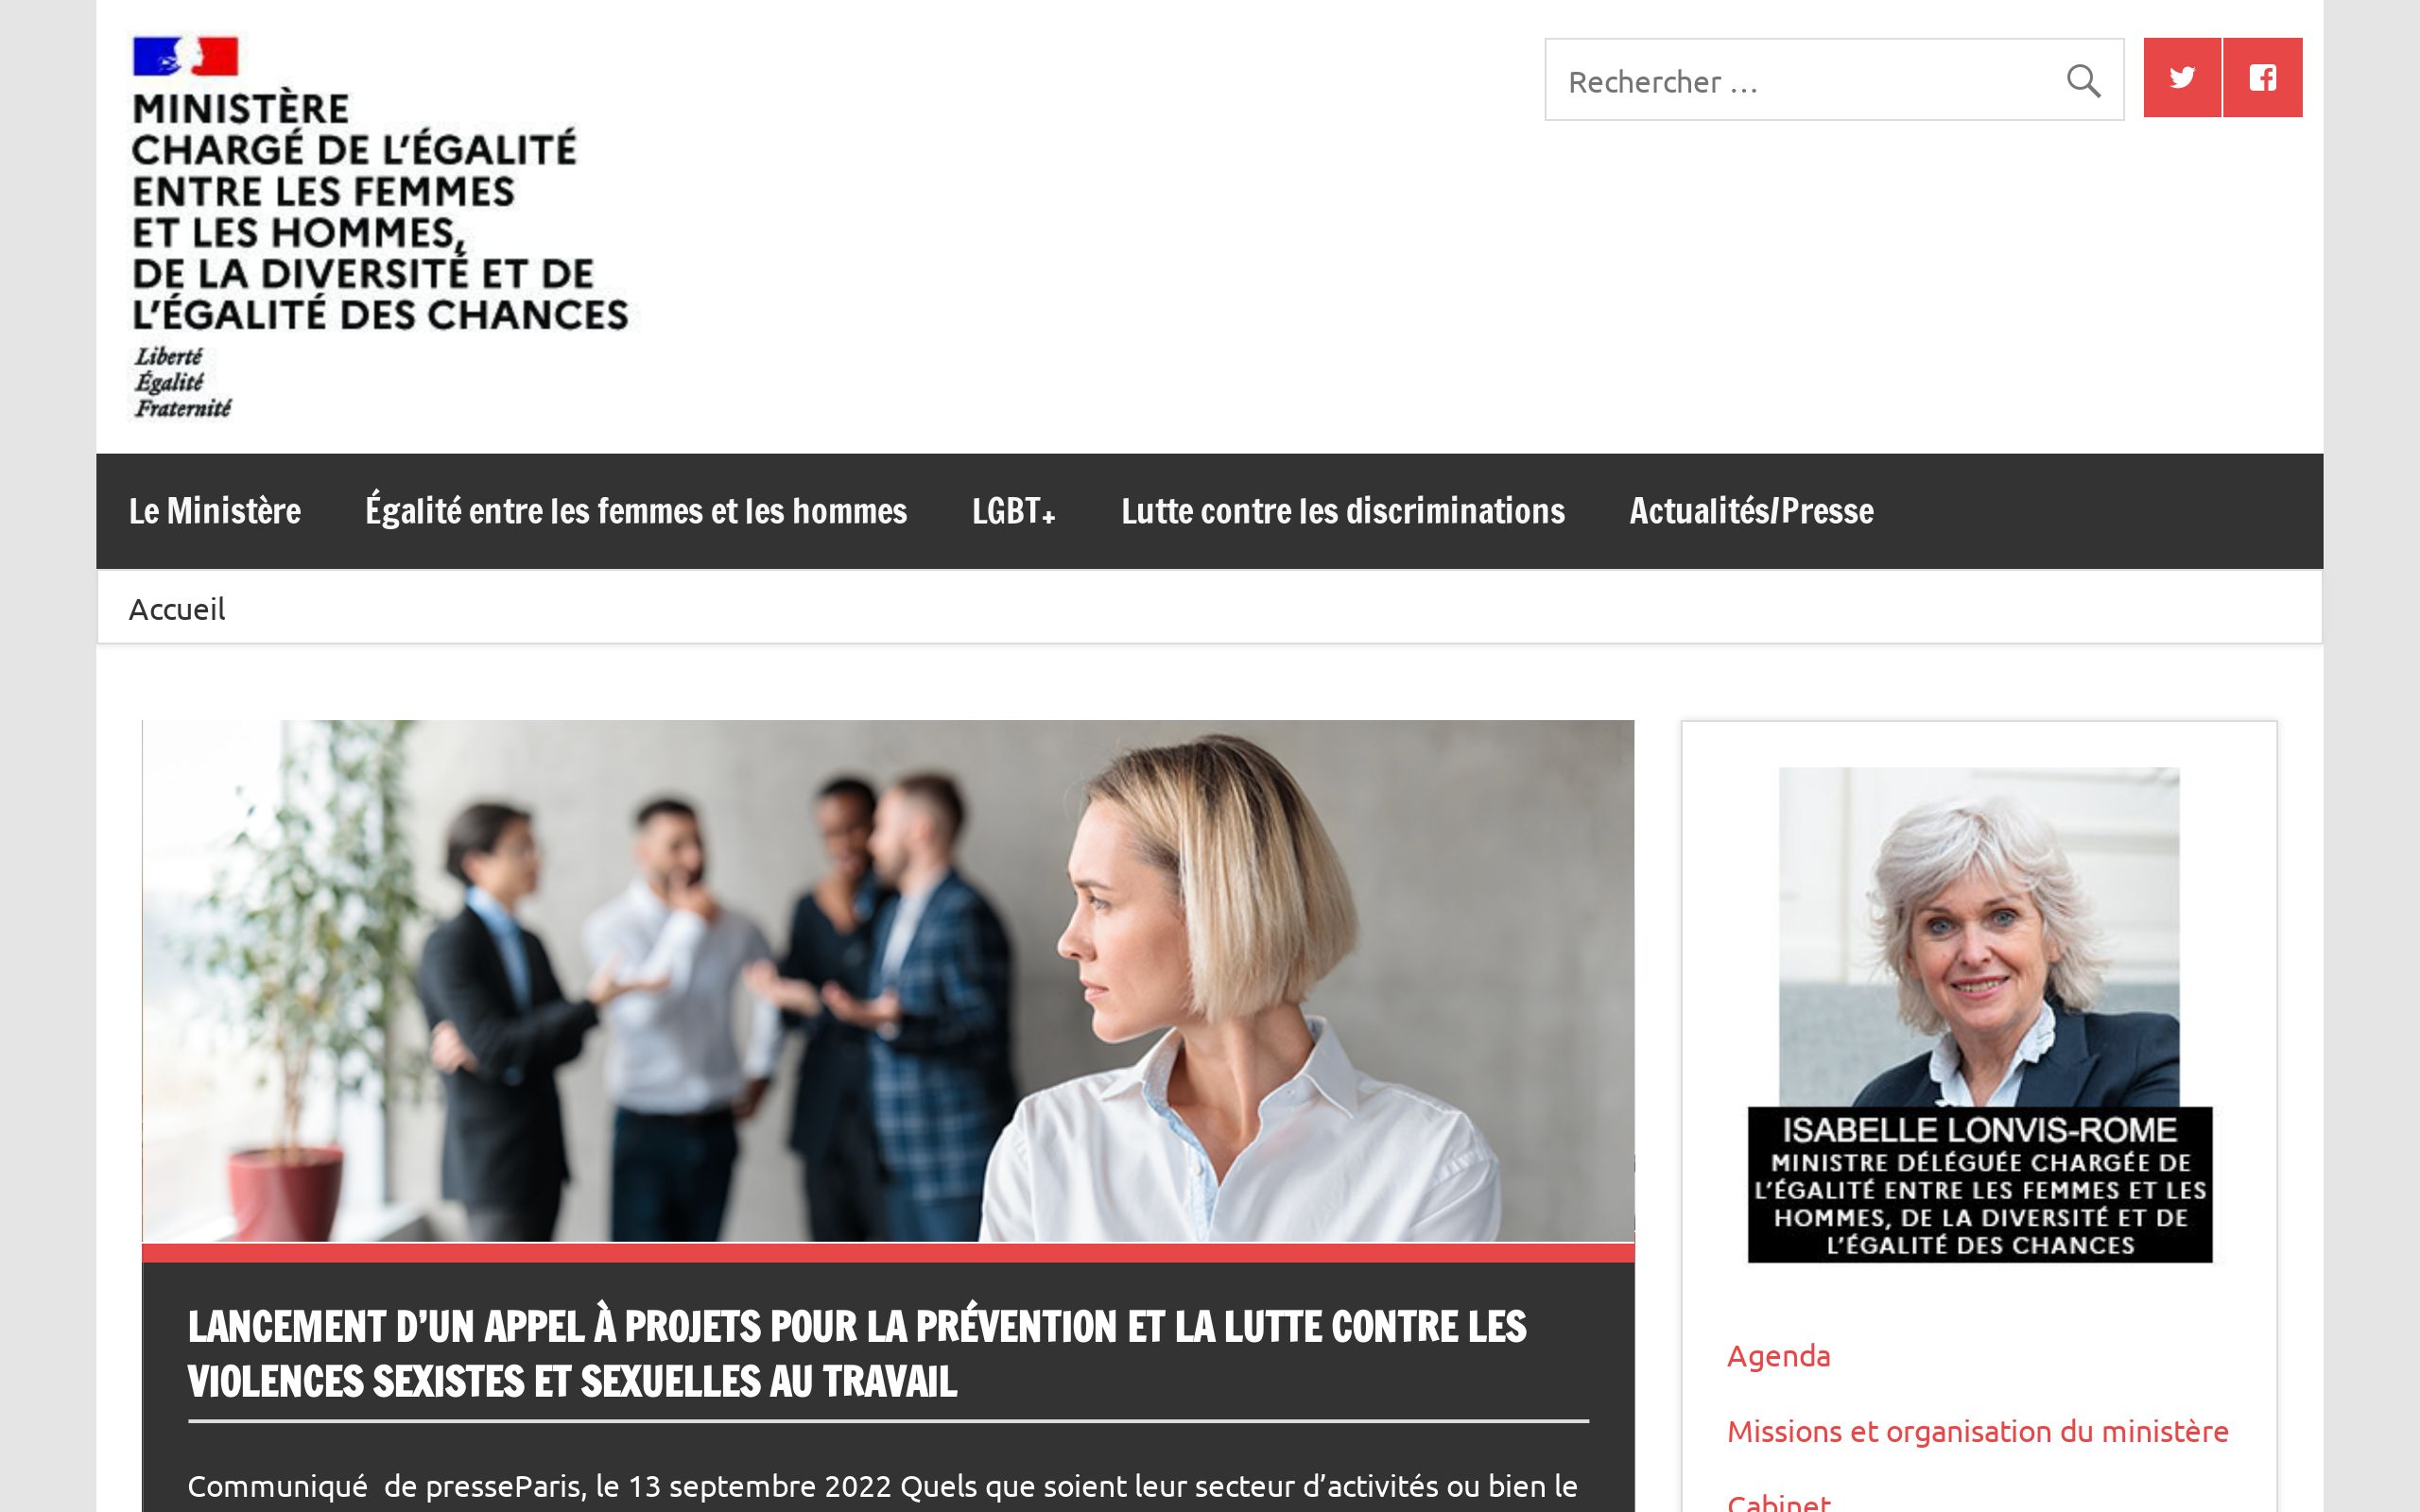 MINISTÈRE
CHARGÉ DE L'ÉGALITÉ
ENTRE LES FEMMES
ET LES HOMMES,
DE LA DIVERSITÉ ET DE
L'ÉGALITÉ DES CHANCES
Liberté
Égalité
Fraternité
Rechercher …
Le Ministère Égalité entre les femmes et les hommes LGBT+ Lutte contre les discriminations Actualités/Presse
Accueil
LANCEMENT D'UN APPEL À PROJETS POUR LA PRÉVENTION ET LA LUTTE CONTRE LES
VIOLENCES SEXISTES ET SEXUELLES AU TRAVAIL
Communiqué  de presseParis, le 13 septembre 2022 Quels que soient leur secteur d'activités ou bien le
ISABELLE LONVIS-ROME
MINISTRE DÉLÉGUÉE CHARGÉE DE
L'ÉGALITÉ ENTRE LES FEMMES ET LES
HOMMES, DE LA DIVERSITÉ ET DE
L'ÉGALITÉ DES CHANCES
Agenda
Missions et organisation du ministère
Cabinet